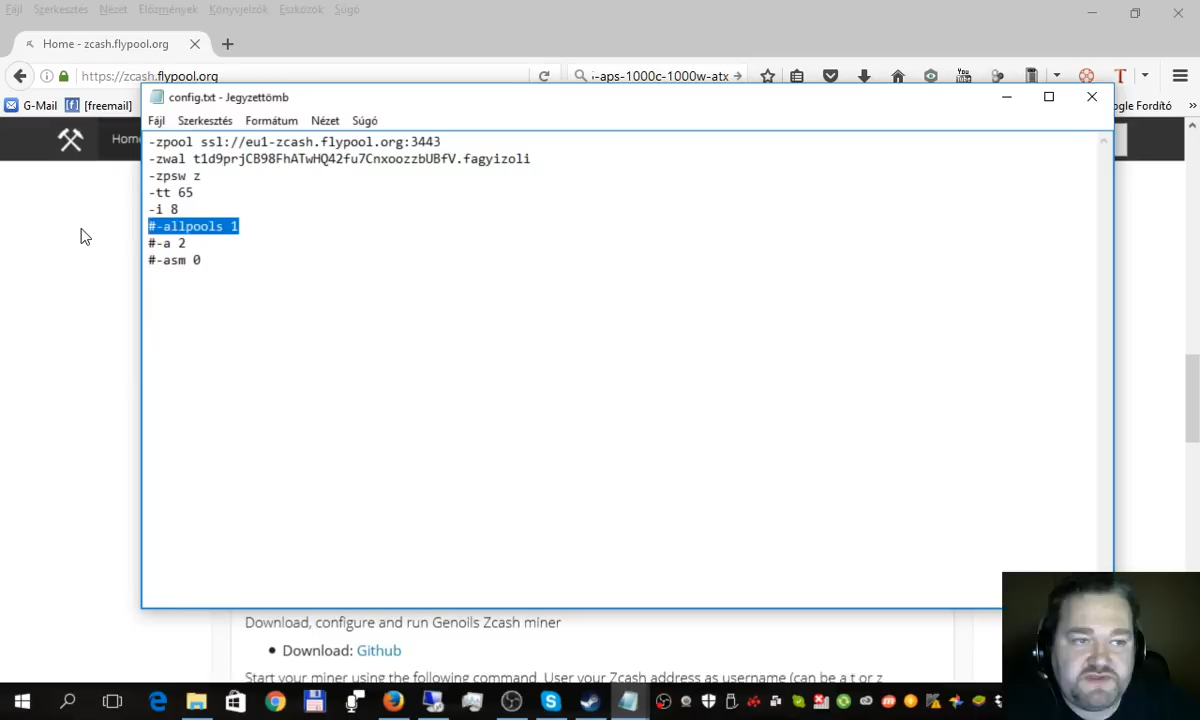 Fájl Szerkesztés Nézet Előzmények Könyvjelzők Eszközök Súgó
Home - zcash.flypool.org
https://zcash.flypool.org
-aps-1000c-1000w-atx
G-Mail [freemail]
ogle Fordító
config.txt - Jegyzettömb
Fájl Szerkesztés Formátum Nézet Súgó
Hom
-zpool ssl://eu1-zcash.flypool.org:3443
-zwal t1d9prjCB98FhATwHQ42fu7CnxoozzbUBfV.fagyizoli
-zpsw z
-tt 65
-i 8
#-allpools 1
#-a 2
#-asm 0
Download, configure and run Genoils Zcash miner
Download: Github
Start your miner using the following command. User your Zcash address as username (can be a t or z